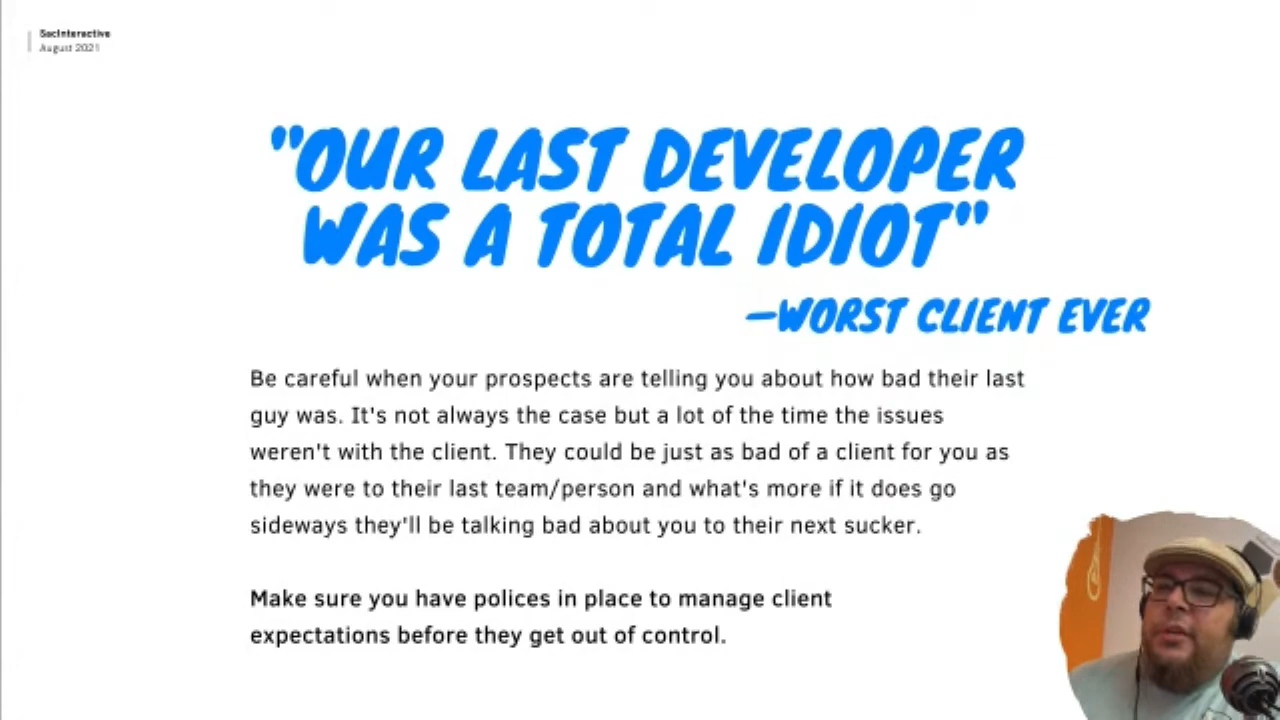 SacInteractive
August 2021
"OUR LAST DEVELOPER
WAS A TOTAL IDIOT"
–WORST CLIENT EVER
Be careful when your prospects are telling you about how bad their last
guy was. It's not always the case but a lot of the time the issues
weren't with the client. They could be just as bad of a client for you as
they were to their last team/person and what's more if it does go
sideways they'll be talking bad about you to their next sucker.
Make sure you have polices in place to manage client
expectations before they get out of control.